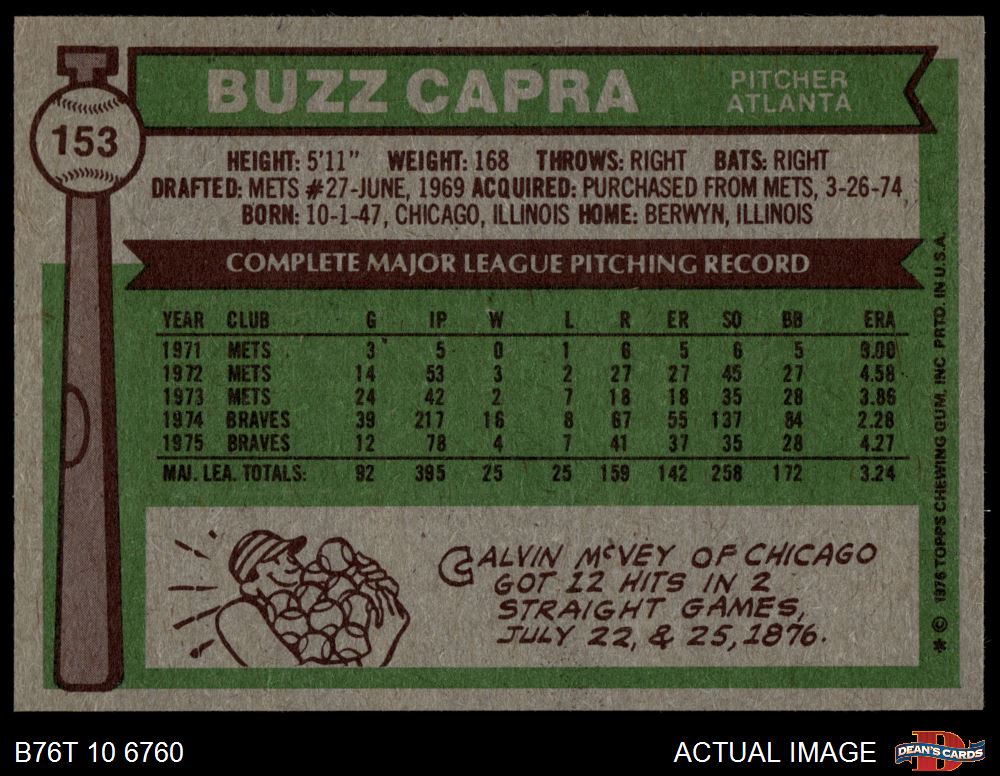 153
BUZZ CAPRA
PITCHER
ATLANTA
HEIGHT: 5'11" WEIGHT: 168 THROWS: RIGHT BATS: RIGHT
DRAFTED: METS #27-JUNE, 1969 ACQUIRED: PURCHASED FROM METS, 3-26-74
BORN: 10-1-47, CHICAGO, ILLINOIS HOME: BERWYN, ILLINOIS
COMPLETE MAJOR LEAGUE PITCHING RECORD
YEAR CLUB G IP W L R ER SO BB ERA
1971 METS 3 5 0 1 6 5 6 5 9.00
1972 METS 14 53 3 2 27 27 45 27 4.58
1973 METS 24 42 2 7 18 18 35 28 3.86
1974 BRAVES 39 217 16 8 67 55 137 84 2.28
1975 BRAVES 12 78 4 7 41 37 35 28 4.27
MAJ. LEA. TOTALS: 92 395 25 25 159 142 258 172 3.24
CALVIN McVEY OF CHICAGO
GOT 12 HITS IN 2
STRAIGHT GAMES,
JULY 22, & 25, 1876.
* © 1976 TOPPS CHEWING GUM, INC. PRTD. IN U.S.A.
B76T 10 6760
ACTUAL IMAGE
DEAN'S CARDS